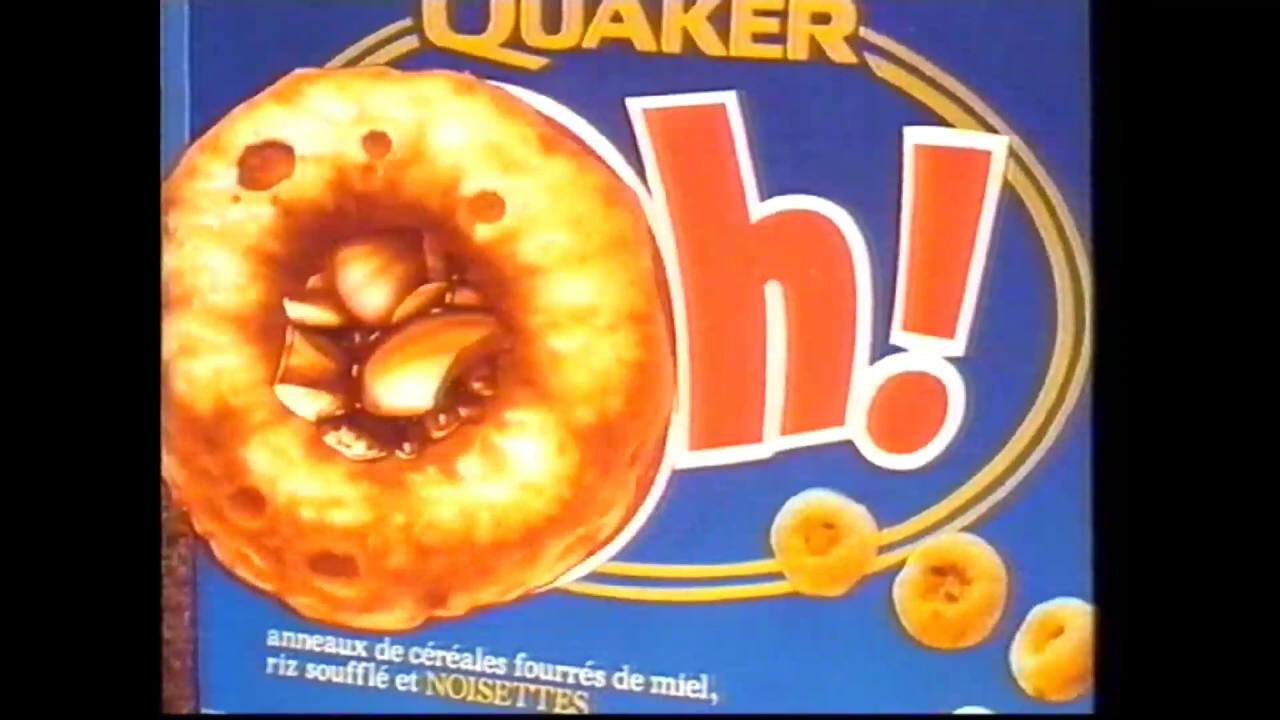 QUAKER
Oh!
anneaux de céréales fourrés de miel,
riz soufflé et NOISETTES